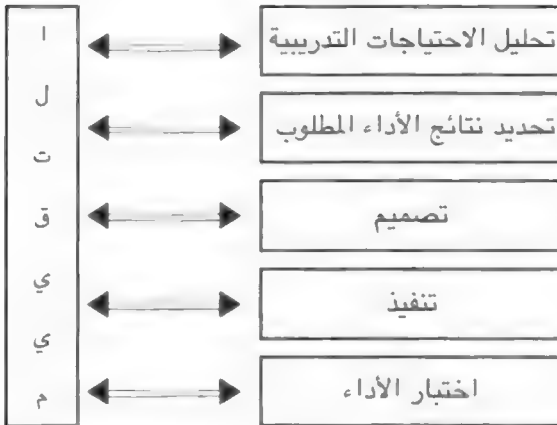 تحليل الاحتياجات التدريبية
تحديد نتائج الأداء المطلوب
تصميم
تنفيذ
اختبار الأداء
ا
ل
ت
ق
ي
ي
م